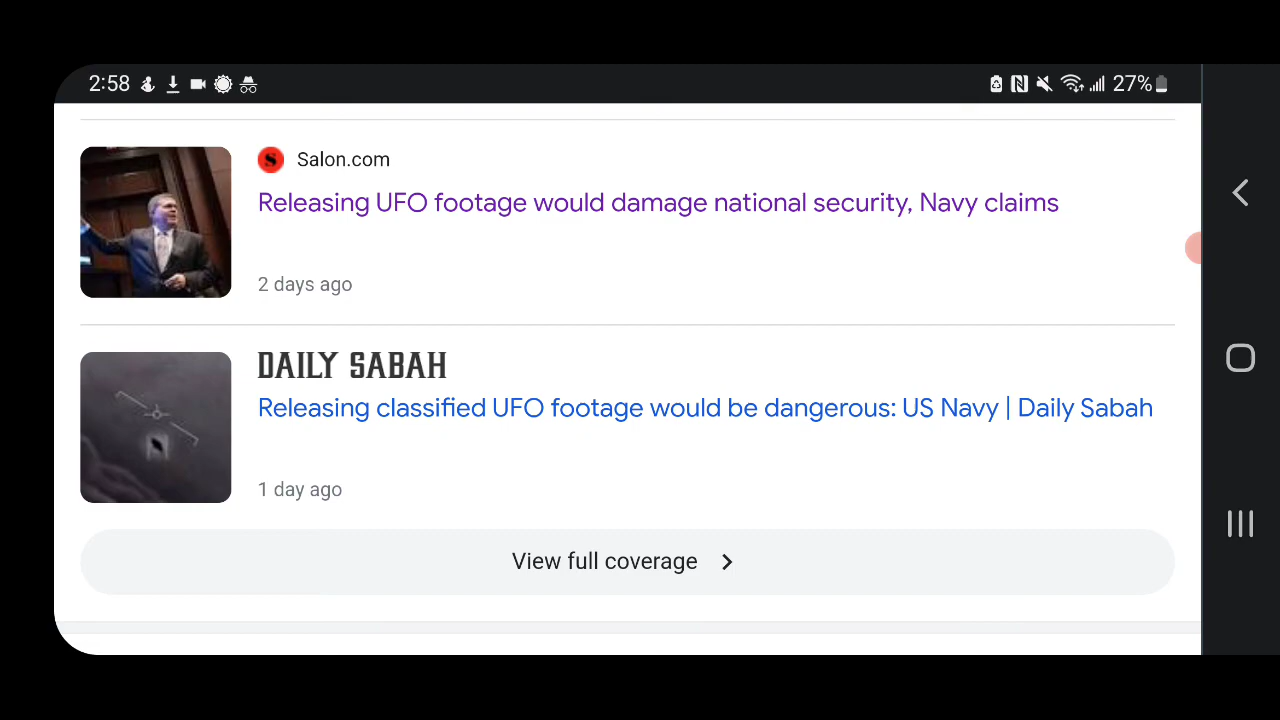 2:58
27%
Salon.com
Releasing UFO footage would damage national security, Navy claims
2 days ago
DAILY SABAH
Releasing classified UFO footage would be dangerous: US Navy | Daily Sabah
1 day ago
View full coverage